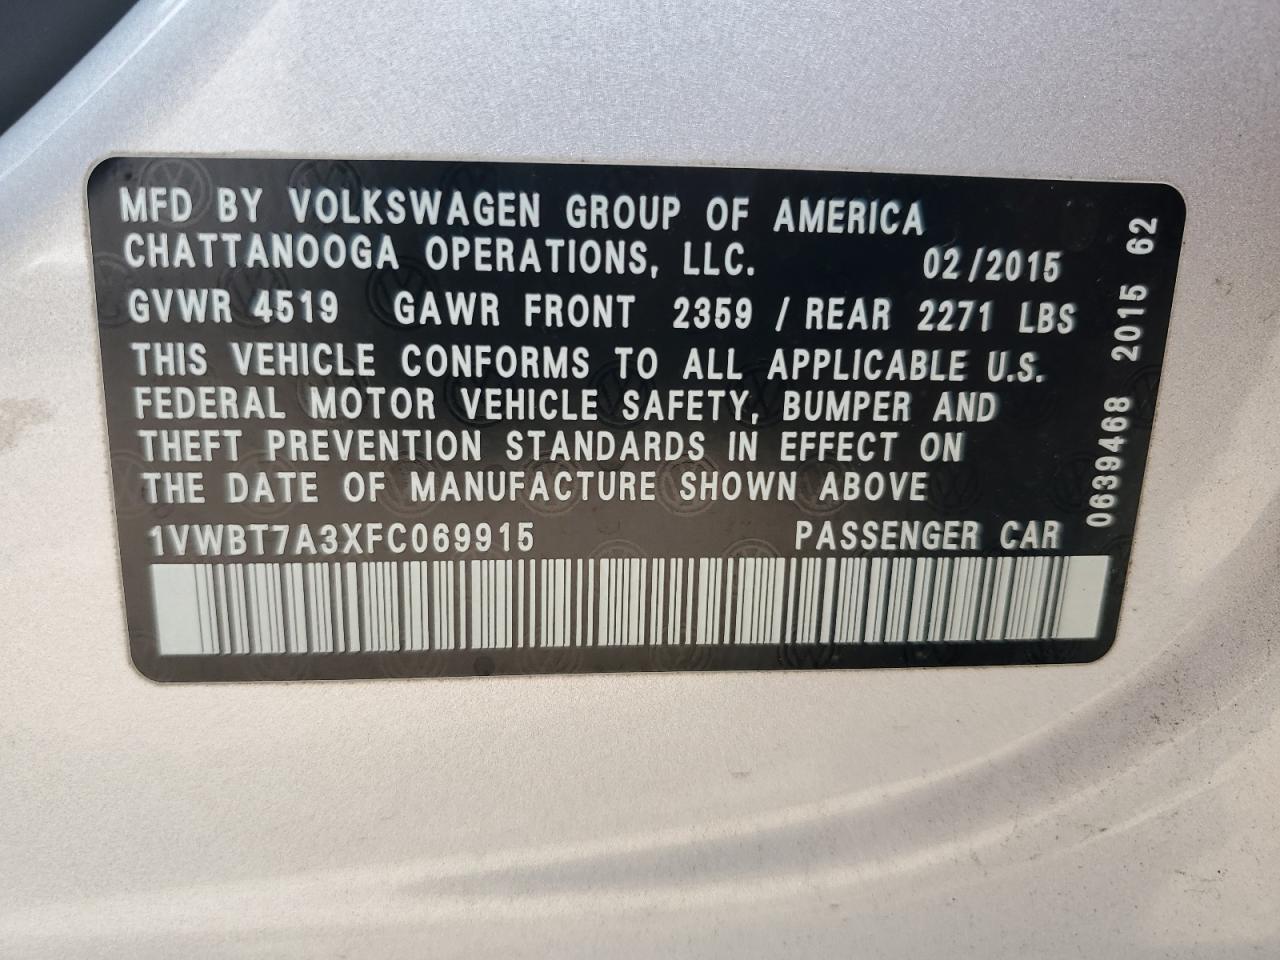 MFD BY VOLKSWAGEN GROUP OF AMERICA
CHATTANOOGA OPERATIONS, LLC. 02/2015
GVWR 4519 GAWR FRONT 2359 / REAR 2271 LBS
THIS VEHICLE CONFORMS TO ALL APPLICABLE U.S.
FEDERAL MOTOR VEHICLE SAFETY, BUMPER AND
THEFT PREVENTION STANDARDS IN EFFECT ON
THE DATE OF MANUFACTURE SHOWN ABOVE
1VWBT7A3XFC069915 PASSENGER CAR
0639468 2015 62